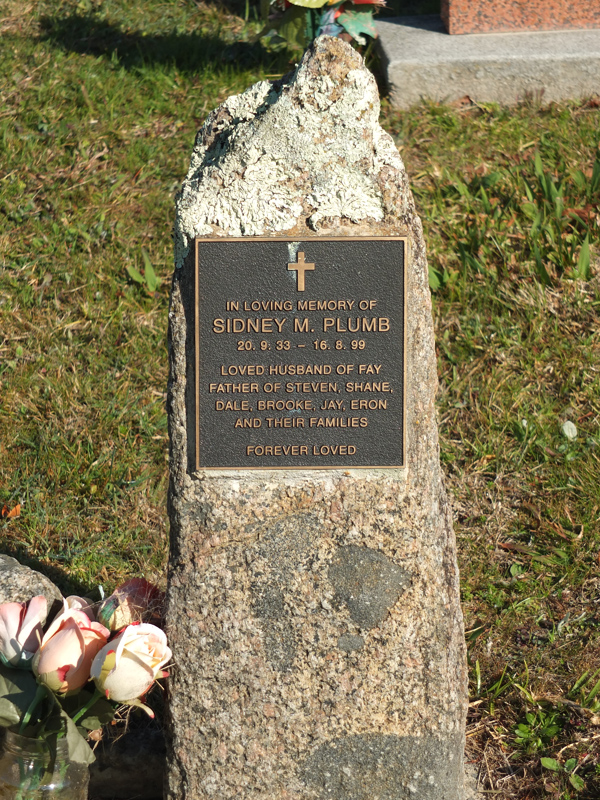 IN LOVING MEMORY OF
SIDNEY M. PLUMB
20. 9. 33 – 16. 8. 99
LOVED HUSBAND OF FAY
FATHER OF STEVEN, SHANE,
DALE, BROOKE, JAY, ERON
AND THEIR FAMILIES
FOREVER LOVED